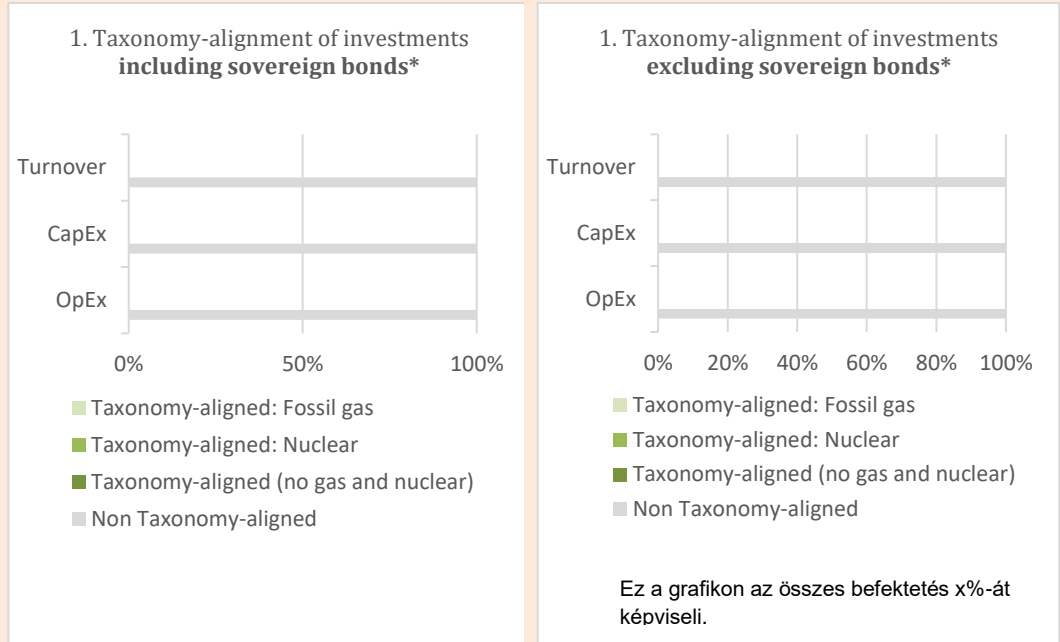 1. Taxonomy-alignment of investments
including sovereign bonds*
Turnover
CapEx
OpEx
0% 50% 100%
Taxonomy-aligned: Fossil gas
Taxonomy-aligned: Nuclear
Taxonomy-aligned (no gas and nuclear)
Non Taxonomy-aligned
1. Taxonomy-alignment of investments
excluding sovereign bonds*
Turnover
CapEx
OpEx
0% 20% 40% 60% 80% 100%
Taxonomy-aligned: Fossil gas
Taxonomy-aligned: Nuclear
Taxonomy-aligned (no gas and nuclear)
Non Taxonomy-aligned
Ez a grafikon az összes befektetés x%-át
képviseli.